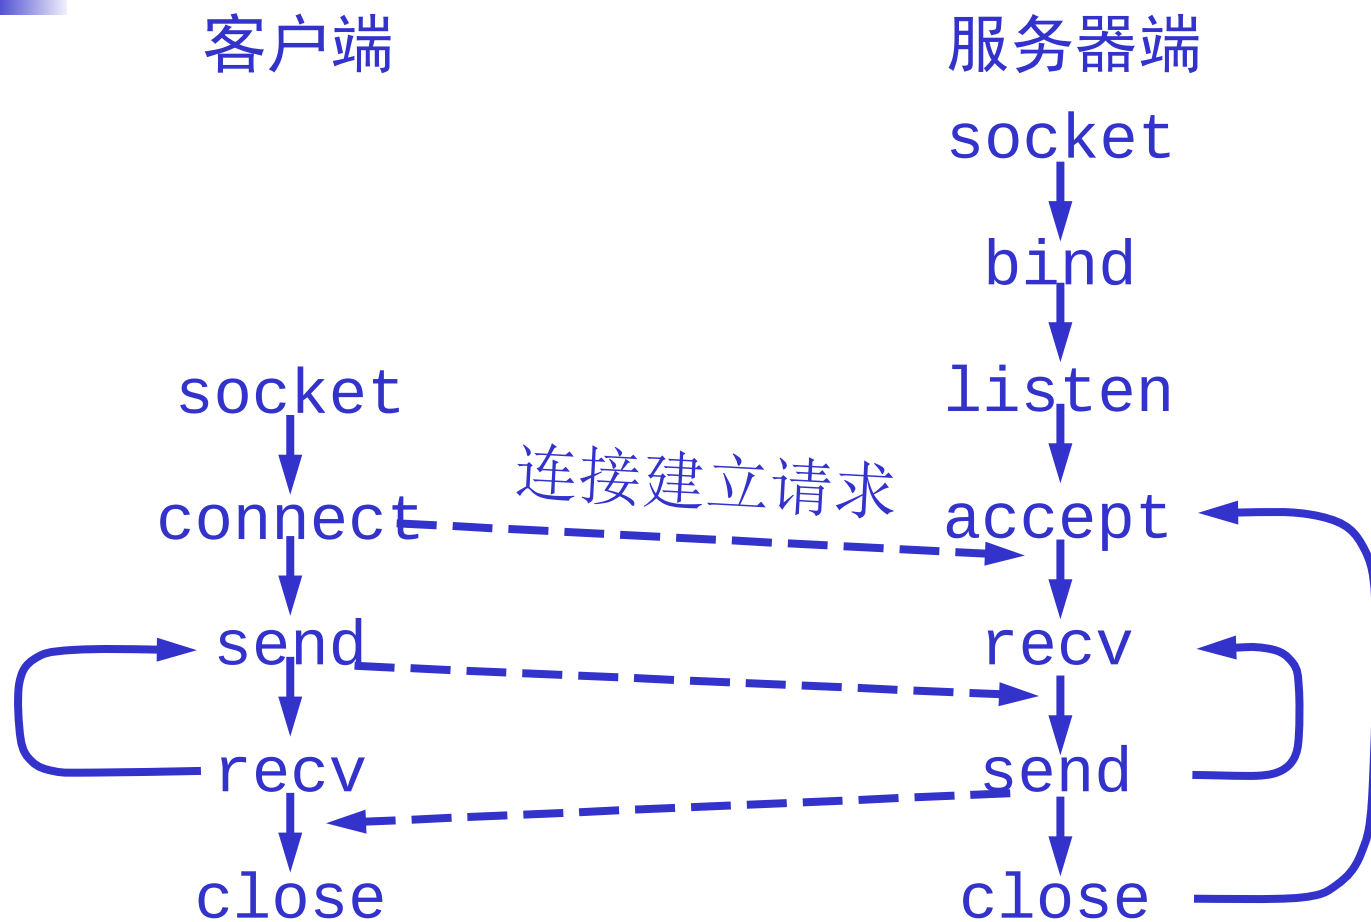 客户端
服务器端
socket
bind
listen
socket
连接建立请求
connect
accept
send
recv
recv
send
close
close